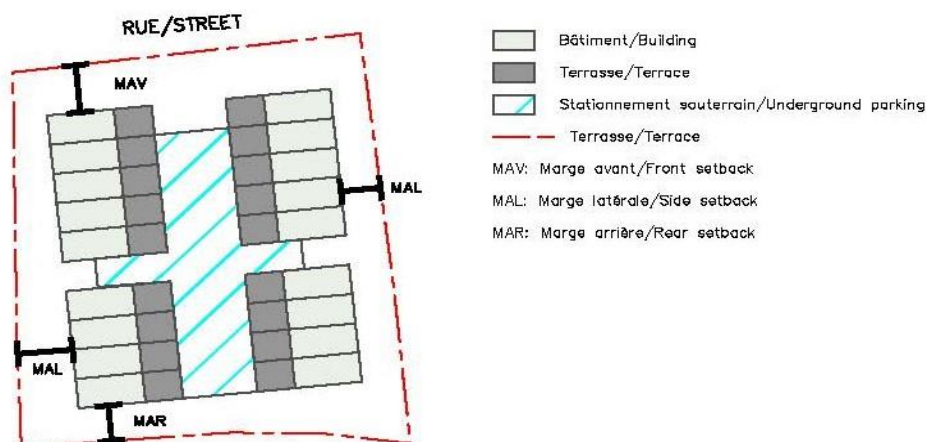 RUE/STREET
MAV
MAL
MAL
MAR
Bâtiment/Building
Terrasse/Terrace
Stationnement souterrain/Underground parking
Terrasse/Terrace
MAV: Marge avant/Front setback
MAL: Marge latérale/Side setback
MAR: Marge arrière/Rear setback